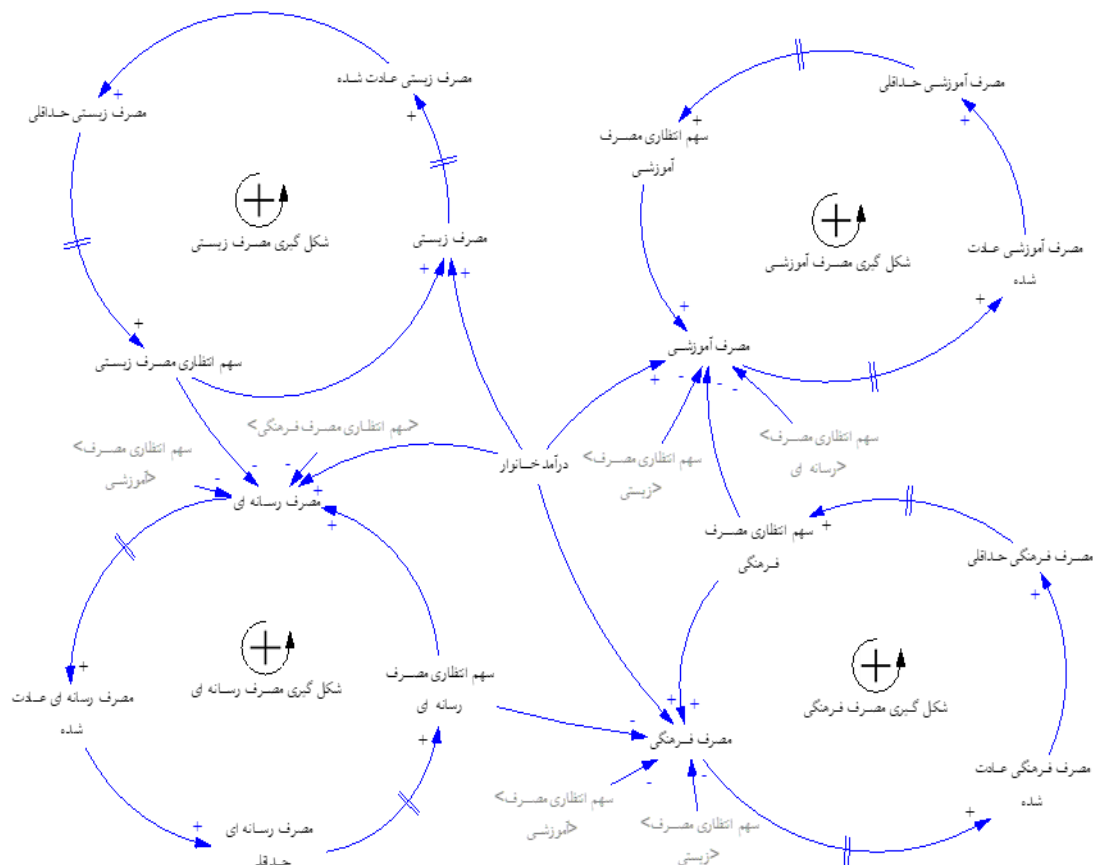 مصرف زیستی عادت شده
مصرف زیستی حداقلی
شکل گیری مصرف زیستی
مصرف زیستی
سهم انتظاری مصرف زیستی
مصرف آموزشی حداقلی
سهم انتظاری مصرف
آموزشی
شکل گیری مصرف آموزشی
مصرف آموزشی عادت
شده
مصرف آموزشی
<سهم انتظاری مصرف فرهنگی>
<سهم انتظاری مصرف
آموزشی>
درآمد خانوار
<سهم انتظاری مصرف
زیستی>
<سهم انتظاری مصرف
رسانه ای>
مصرف رسانه ای
شکل گیری مصرف رسانه ای
سهم انتظاری مصرف
رسانه ای
مصرف رسانه ای عادت
شده
مصرف رسانه ای
حداقلی
سهم انتظاری مصرف
فرهنگی
مصرف فرهنگی حداقلی
شکل گیری مصرف فرهنگی
مصرف فرهنگی
مصرف فرهنگی عادت
شده
<سهم انتظاری مصرف
آموزشی>
<سهم انتظاری مصرف
زیستی>